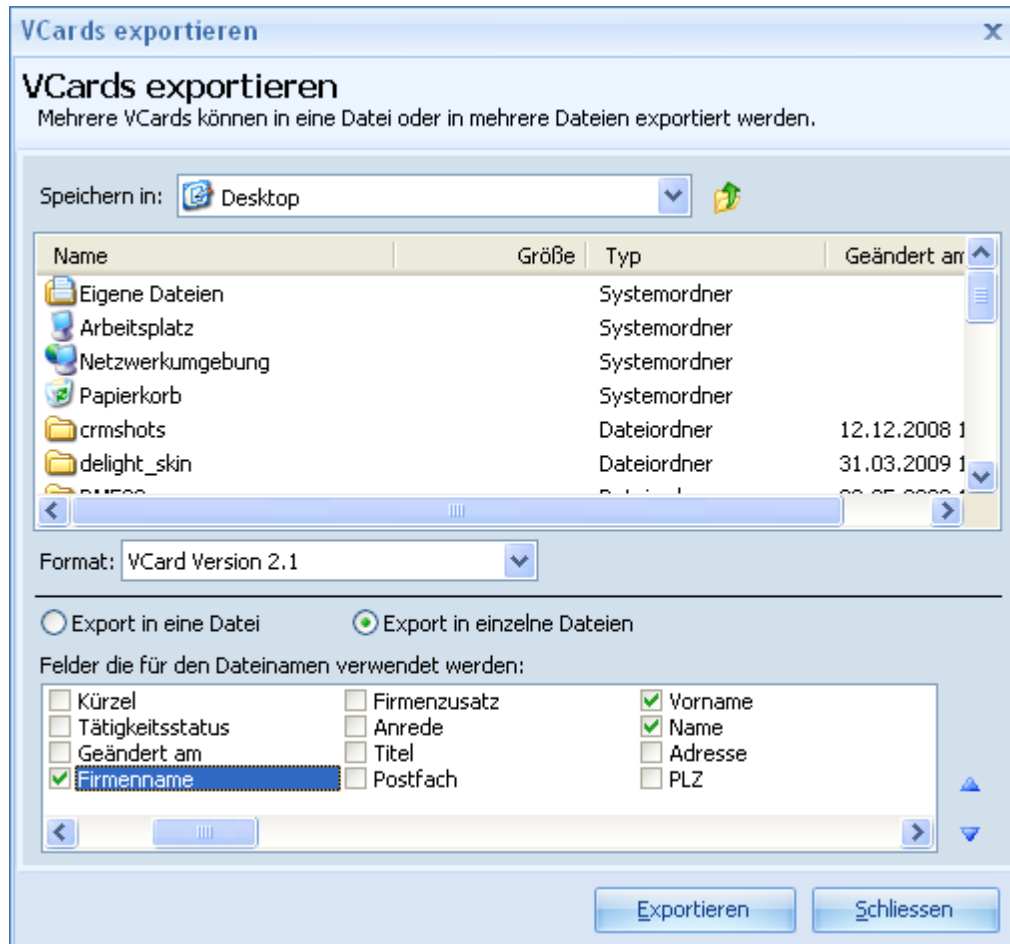 VCards exportieren
VCards exportieren
Mehrere VCards können in eine Datei oder in mehrere Dateien exportiert werden.
Speichern in: Desktop
Name Größe Typ Geändert am
Eigene Dateien Systemordner
Arbeitsplatz Systemordner
Netzwerkumgebung Systemordner
Papierkorb Systemordner
crmshots Dateiordner 12.12.2008 1
delight_skin Dateiordner 31.03.2009 1
Format: VCard Version 2.1
Export in eine Datei Export in einzelne Dateien
Felder die für den Dateinamen verwendet werden:
Kürzel Firmenzusatz Vorname
Tätigkeitsstatus Anrede Name
Geändert am Titel Adresse
Firmenname Postfach PLZ
Exportieren Schliessen